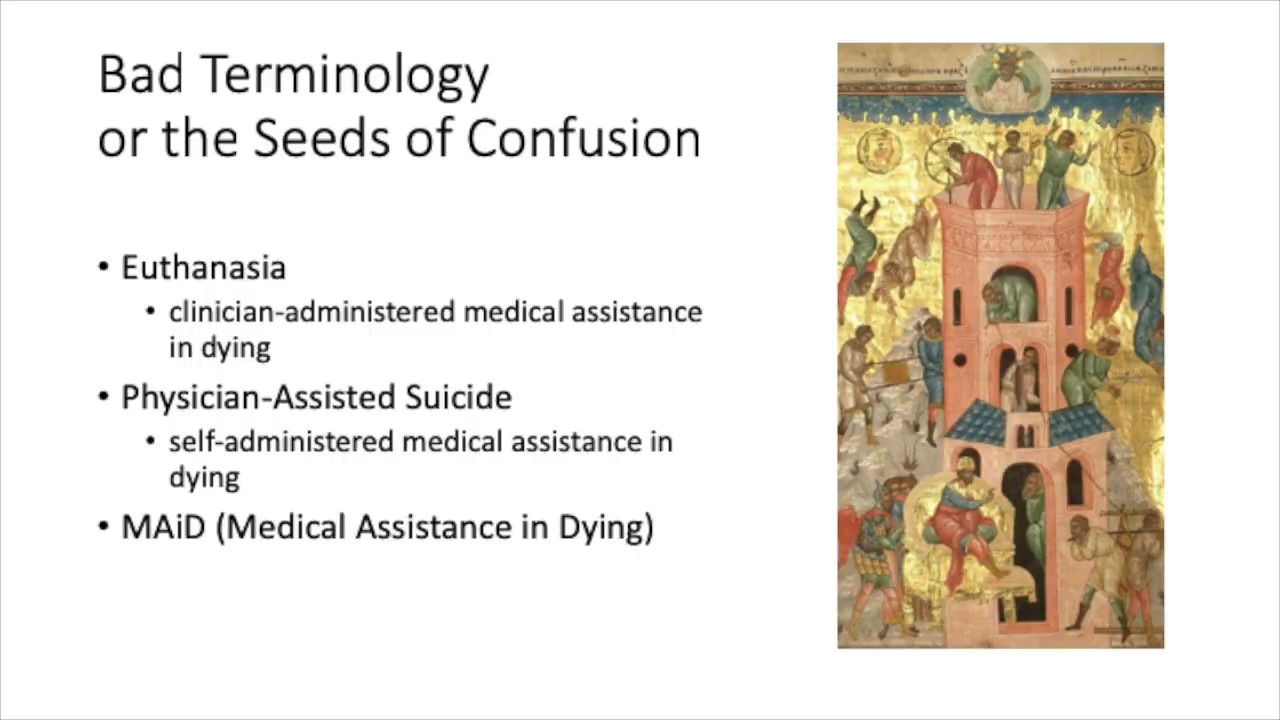 Bad Terminology
or the Seeds of Confusion
• Euthanasia
• clinician-administered medical assistance
in dying
• Physician-Assisted Suicide
• self-administered medical assistance in
dying
• MAiD (Medical Assistance in Dying)